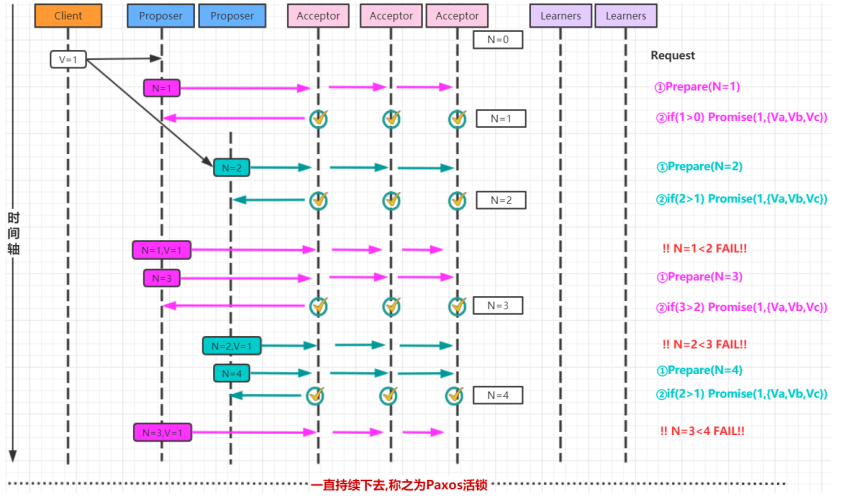 Client Proposer Proposer Acceptor Acceptor Acceptor Learners Learners
N=0
V=1 Request
N=1 ①Prepare(N=1)
N=1 ②if(1>0) Promise(1,{Va,Vb,Vc))
N=2 ①Prepare(N=2)
N=2 ②if(2>1) Promise(1,{Va,Vb,Vc))
时间轴
N=1,V=1 !! N=1<2 FAIL!!
N=3 ①Prepare(N=3)
N=3 ②if(3>2) Promise(1,{Va,Vb,Vc))
N=2,V=1 !! N=2<3 FAIL!!
N=4 ①Prepare(N=4)
N=4 ②if(2>1) Promise(1,{Va,Vb,Vc))
N=3,V=1 !! N=3<4 FAIL!!
一直持续下去,称之为Paxos活锁